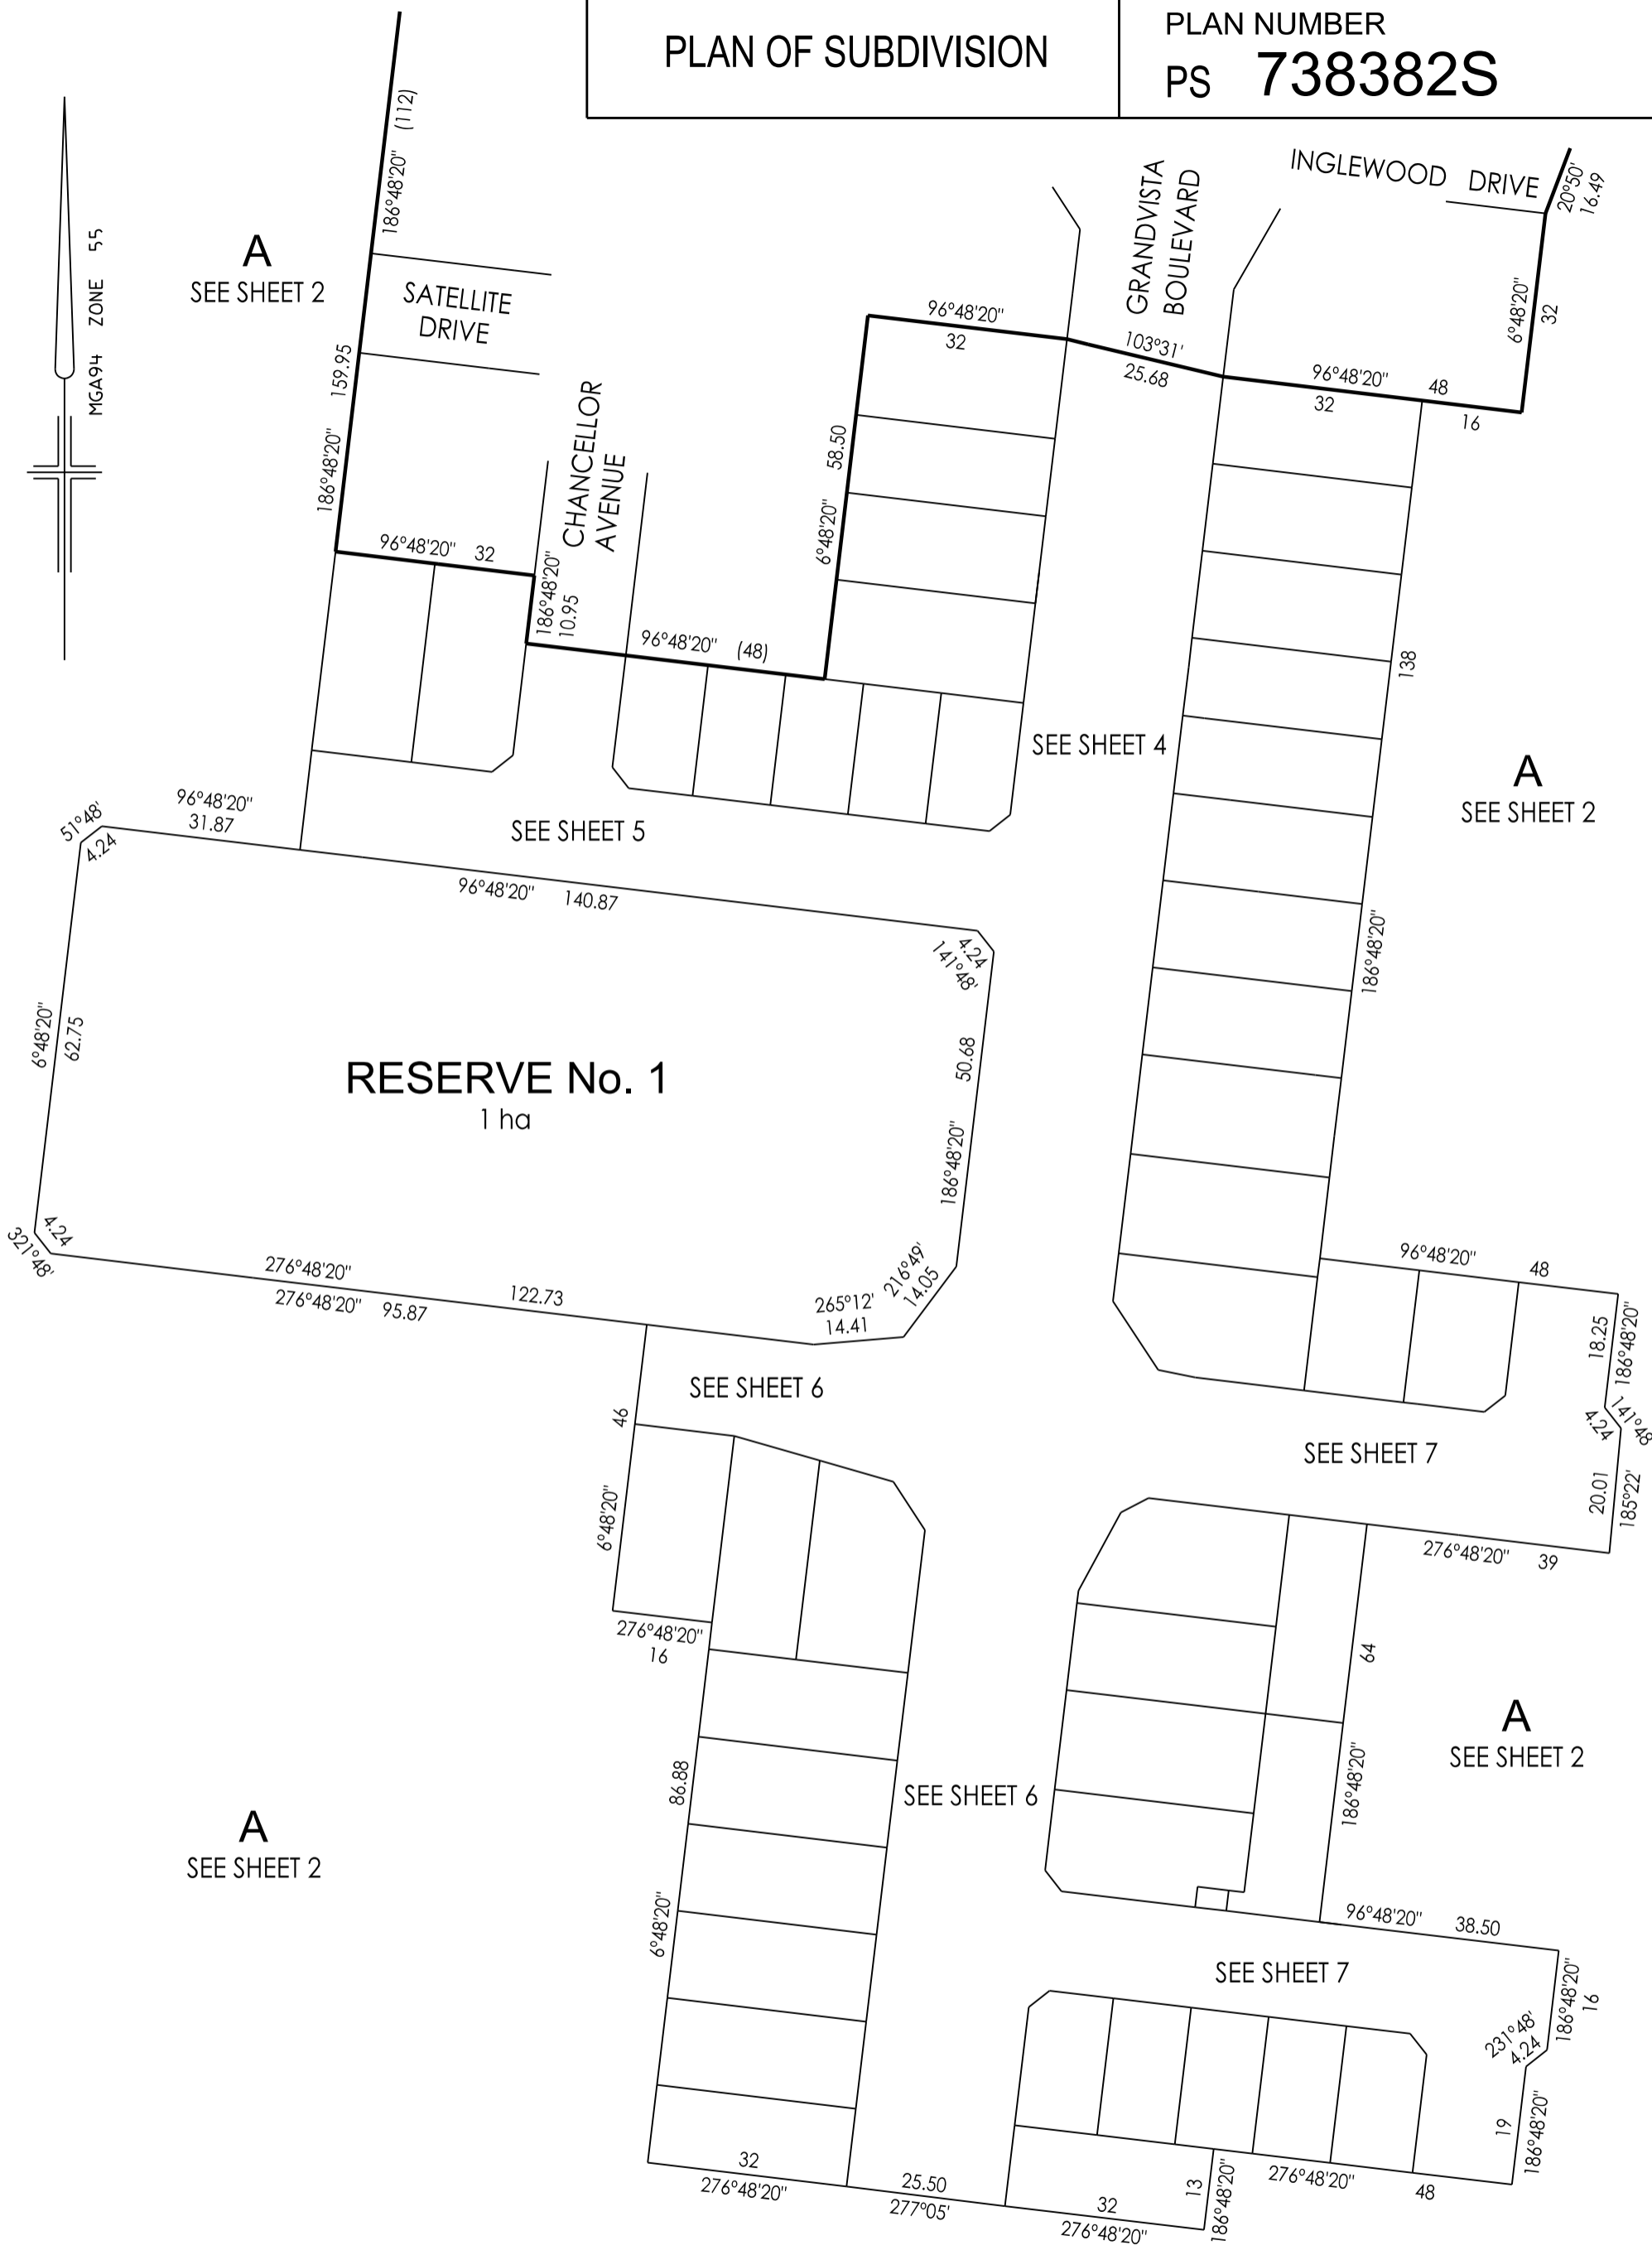 PLAN OF SUBDIVISION
PLAN NUMBER
PS 738382S
MGA94 ZONE 55
A
SEE SHEET 2
186°48'20" (112)
SATELLITE
DRIVE
159.95
186°48'20"
96°48'20" 32
CHANCELLOR
AVENUE
186°48'20"
10.95
96°48'20" (48)
58.50
6°48'20"
96°48'20"
32
GRANDVISTA
BOULEVARD
103°31'
25.68
INGLEWOOD DRIVE
20°50'
16.49
6°48'20"
32
96°48'20" 48
32
16
138
186°48'20"
SEE SHEET 4
A
SEE SHEET 2
51°48'
4.24
96°48'20"
31.87
SEE SHEET 5
96°48'20" 140.87
4.24
141°48'
6°48'20"
62.75
RESERVE No. 1
1 ha
50.68
186°48'20"
4.24
321°48'
276°48'20"
122.73
276°48'20" 95.87
265°12'
14.41
216°49'
14.05
96°48'20" 48
18.25
186°48'20"
141°48'
4.24
20.01
185°22'
SEE SHEET 6
46
6°48'20"
276°48'20"
16
SEE SHEET 7
276°48'20" 39
64
186°48'20"
A
SEE SHEET 2
86.88
6°48'20"
SEE SHEET 6
A
SEE SHEET 2
96°48'20" 38.50
SEE SHEET 7
186°48'20"
16
231°48'
4.24
19
186°48'20"
32
276°48'20"
25.50
277°05'
32
276°48'20"
13
186°48'20"
276°48'20"
48